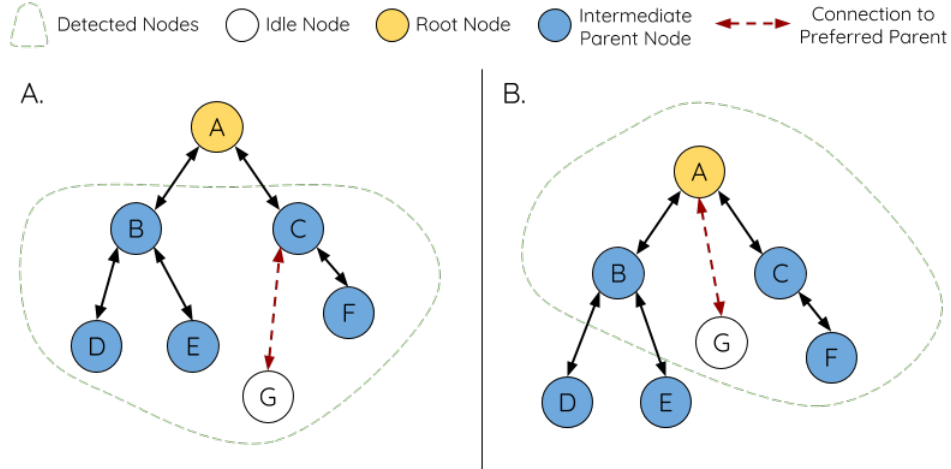 Detected Nodes
Idle Node
Root Node
Intermediate
Parent Node
Connection to
Preferred Parent
A.
A
B
C
D
E
F
G
B.
A
B
C
G
F
D
E